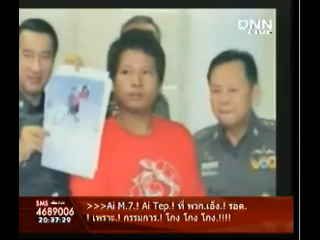 DNN
LIVE
SMS
4689006
20:37:29
>>>Ai M.7.! Ai Tep.! ที่ พวก.เอ็ง.! รอด.
! เพราะ.! กรรมการ.! โกง โกง โกง.!!!!